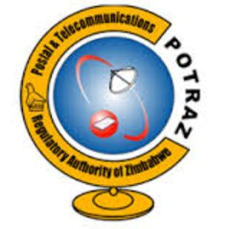 Postal & Telecommunications
Regulatory Authority of Zimbabwe
POTRAZ